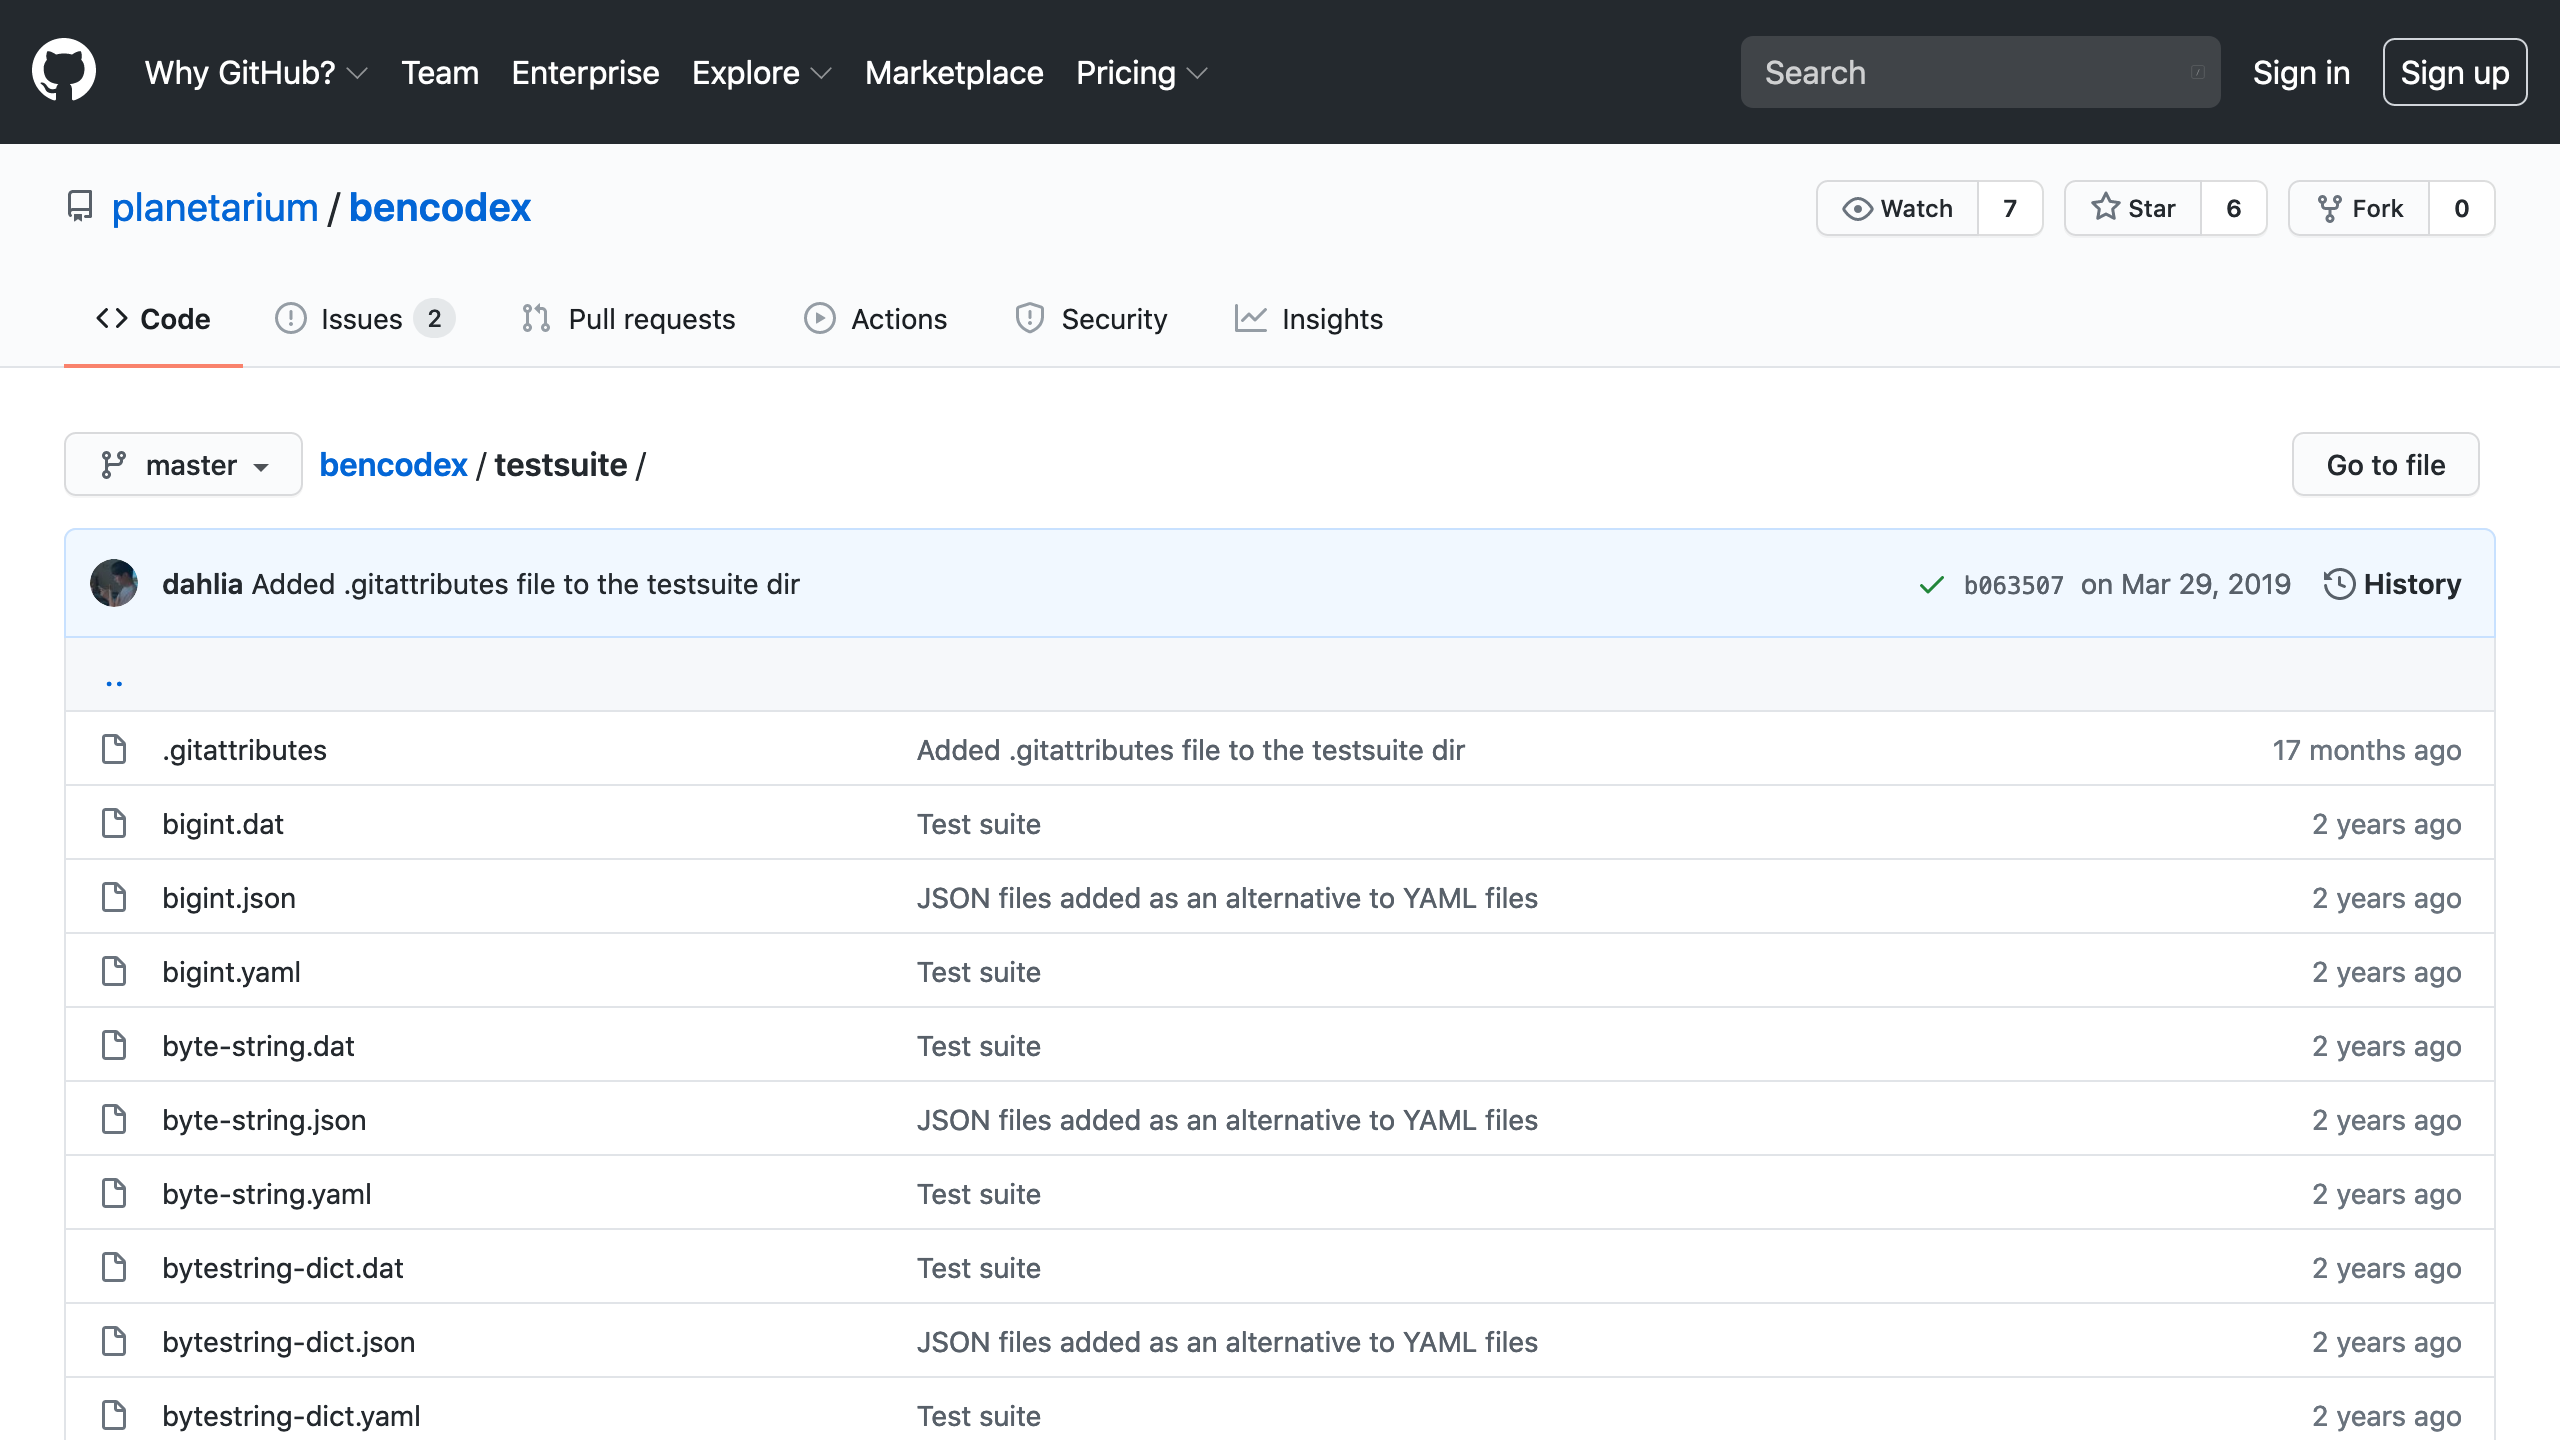 Why GitHub? Team Enterprise Explore Marketplace Pricing Search / Sign in Sign up
planetarium / bencodex Watch 7 Star 6 Fork 0
Code Issues 2 Pull requests Actions Security Insights
master bencodex / testsuite / Go to file
dahlia Added .gitattributes file to the testsuite dir b063507 on Mar 29, 2019 History
..
.gitattributes Added .gitattributes file to the testsuite dir 17 months ago
bigint.dat Test suite 2 years ago
bigint.json JSON files added as an alternative to YAML files 2 years ago
bigint.yaml Test suite 2 years ago
byte-string.dat Test suite 2 years ago
byte-string.json JSON files added as an alternative to YAML files 2 years ago
byte-string.yaml Test suite 2 years ago
bytestring-dict.dat Test suite 2 years ago
bytestring-dict.json JSON files added as an alternative to YAML files 2 years ago
bytestring-dict.yaml Test suite 2 years ago